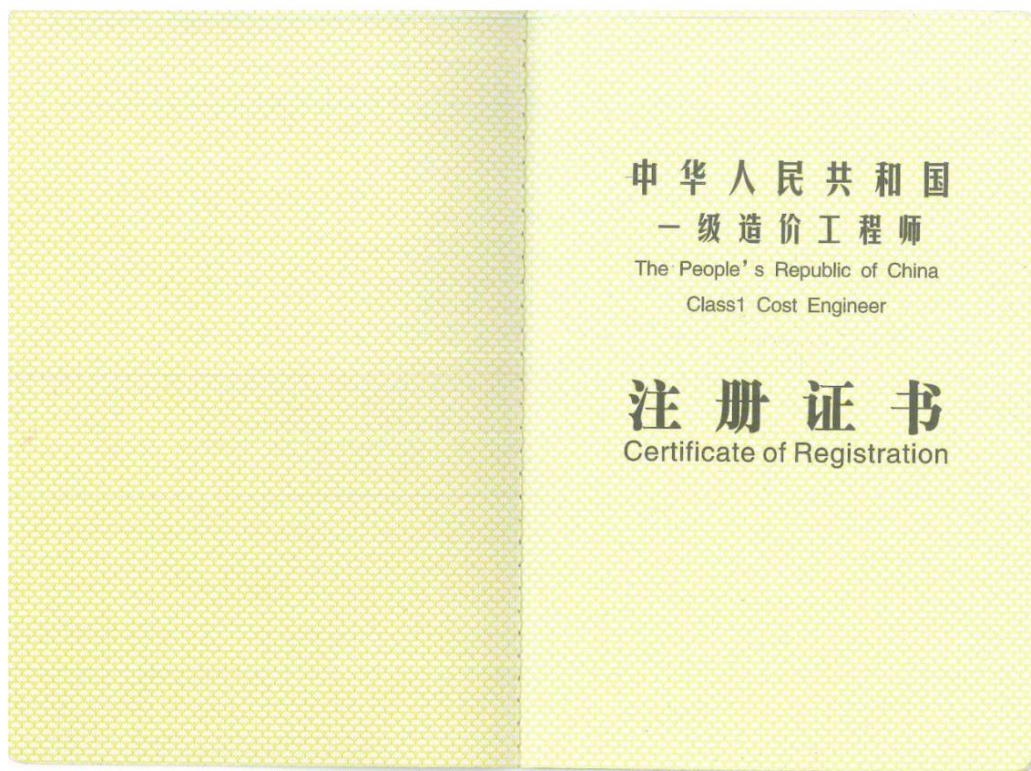 中华人民共和国
一级造价工程师
The People's Republic of China
Class1 Cost Engineer
注册证书
Certificate of Registration